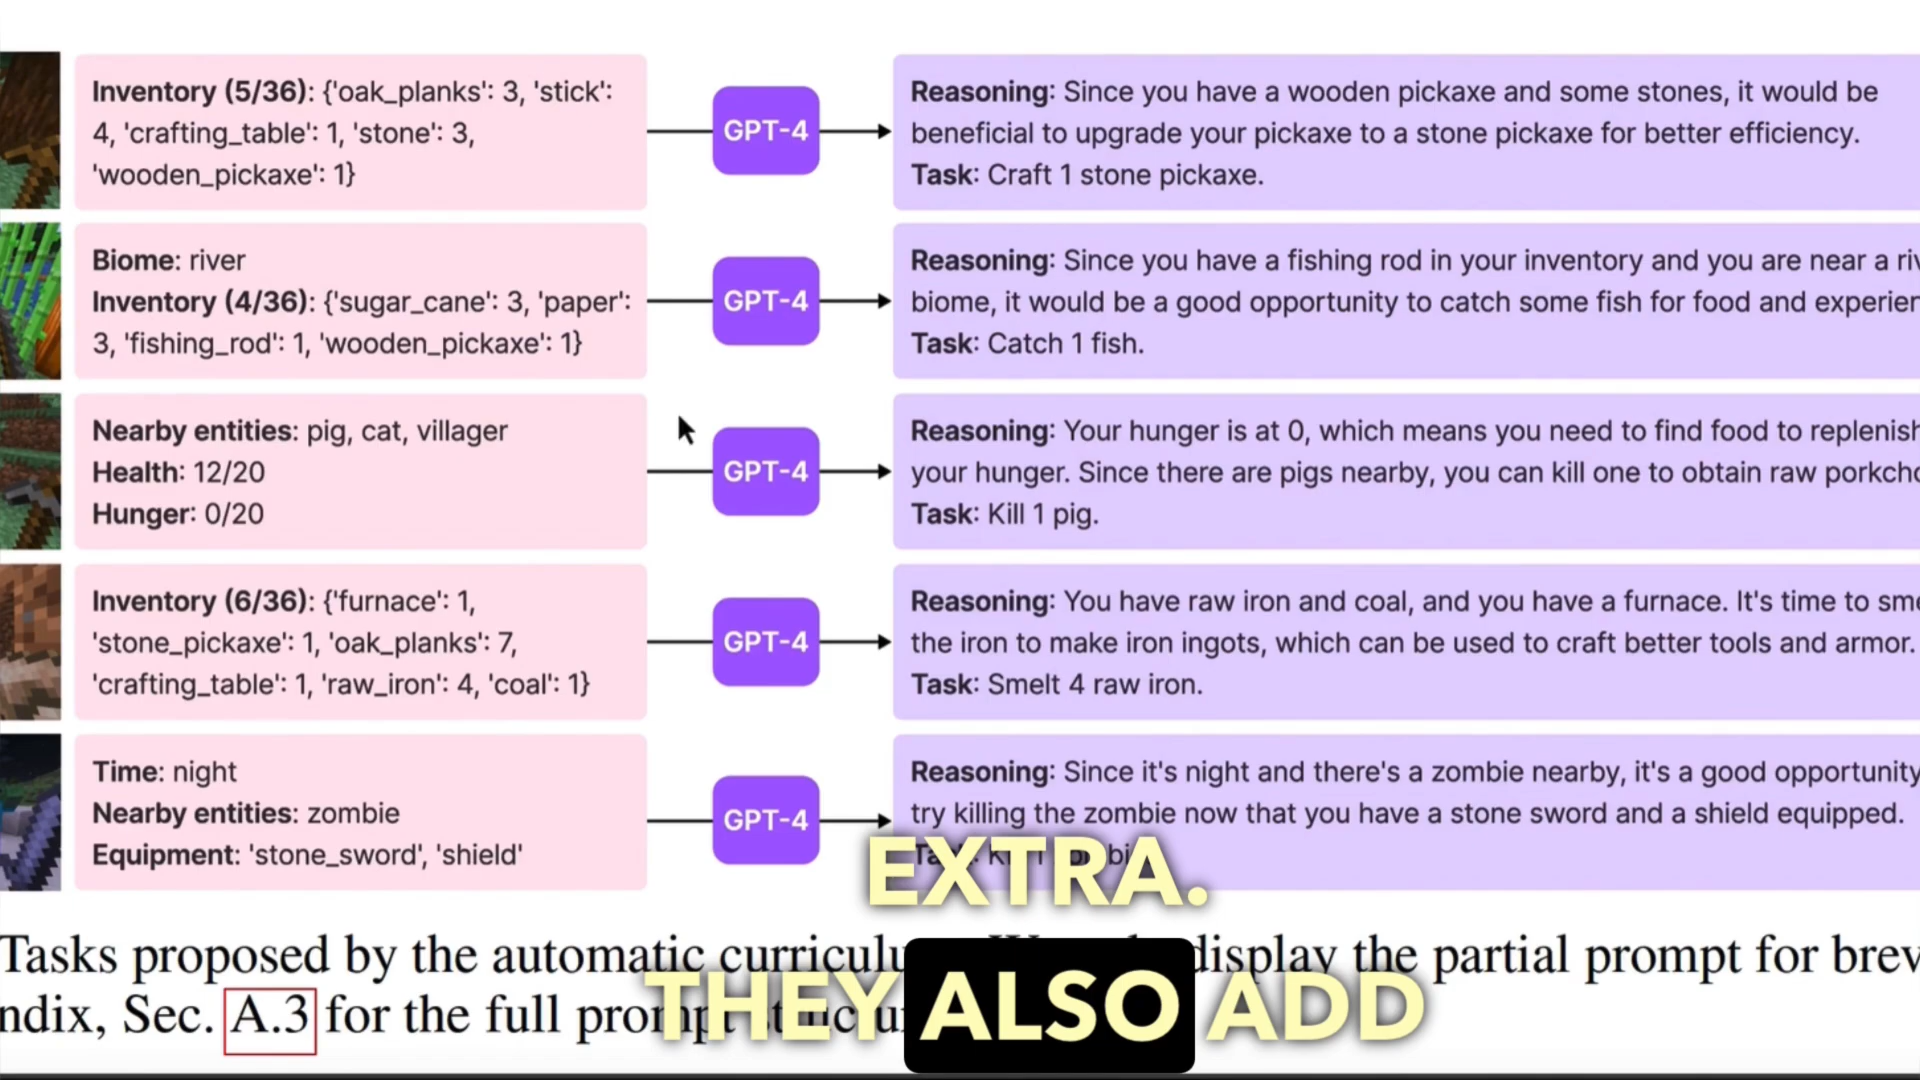 Inventory (5/36): {'oak_planks': 3, 'stick':
4, 'crafting_table': 1, 'stone': 3,
'wooden_pickaxe': 1}
GPT-4
Reasoning: Since you have a wooden pickaxe and some stones, it would be
beneficial to upgrade your pickaxe to a stone pickaxe for better efficiency.
Task: Craft 1 stone pickaxe.
Biome: river
Inventory (4/36): {'sugar_cane': 3, 'paper':
3, 'fishing_rod': 1, 'wooden_pickaxe': 1}
GPT-4
Reasoning: Since you have a fishing rod in your inventory and you are near a riv
biome, it would be a good opportunity to catch some fish for food and experien
Task: Catch 1 fish.
Nearby entities: pig, cat, villager
Health: 12/20
Hunger: 0/20
GPT-4
Reasoning: Your hunger is at 0, which means you need to find food to replenish
your hunger. Since there are pigs nearby, you can kill one to obtain raw porkcho
Task: Kill 1 pig.
Inventory (6/36): {'furnace': 1,
'stone_pickaxe': 1, 'oak_planks': 7,
'crafting_table': 1, 'raw_iron': 4, 'coal': 1}
GPT-4
Reasoning: You have raw iron and coal, and you have a furnace. It's time to sme
the iron to make iron ingots, which can be used to craft better tools and armor.
Task: Smelt 4 raw iron.
Time: night
Nearby entities: zombie
Equipment: 'stone_sword', 'shield'
GPT-4
Reasoning: Since it's night and there's a zombie nearby, it's a good opportunity
try killing the zombie now that you have a stone sword and a shield equipped.
EXTRA.
THEY ALSO ADD
Tasks proposed by the automatic curriculu display the partial prompt for brev
ndix, Sec. A.3 for the full prompt